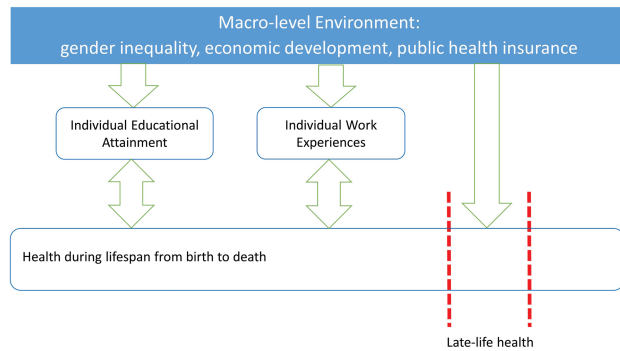 Macro-level Environment:
gender inequality, economic development, public health insurance
Individual Educational
Attainment
Individual Work
Experiences
Health during lifespan from birth to death
Late-life health